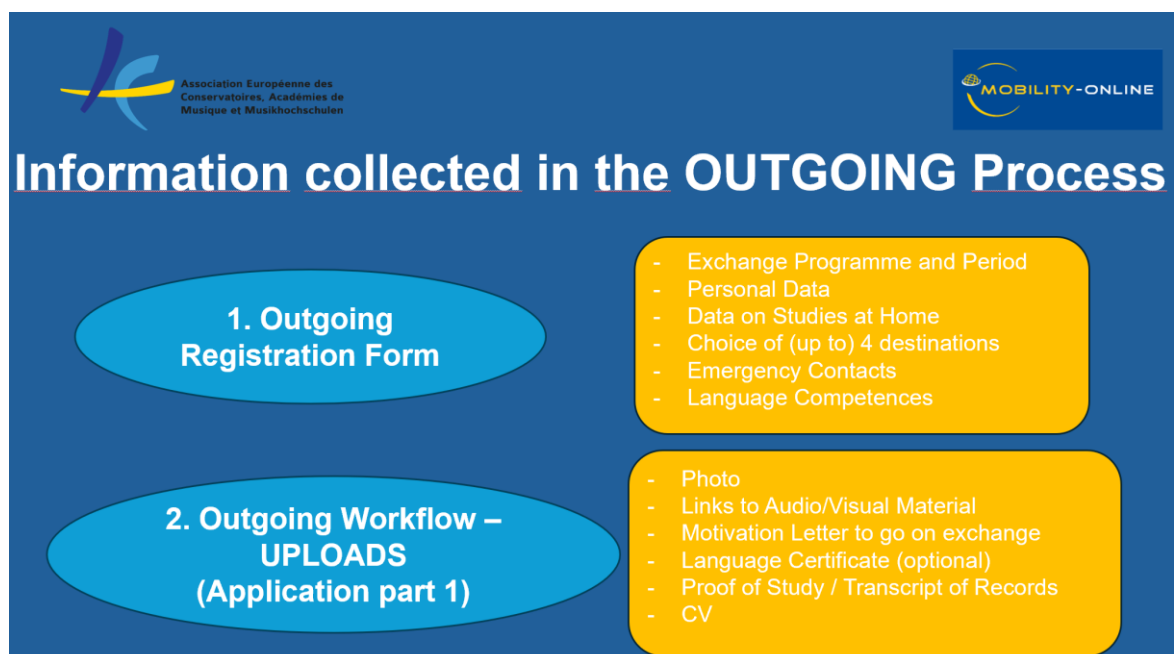 Association Européenne des
Conservatoires, Académies de
Musique et Musikhochschulen
MOBILITY-ONLINE
Information collected in the OUTGOING Process
1. Outgoing
Registration Form
- Exchange Programme and Period
- Personal Data
- Data on Studies at Home
- Choice of (up to) 4 destinations
- Emergency Contacts
- Language Competences
2. Outgoing Workflow –
UPLOADS
(Application part 1)
- Photo
- Links to Audio/Visual Material
- Motivation Letter to go on exchange
- Language Certificate (optional)
- Proof of Study / Transcript of Records
- CV